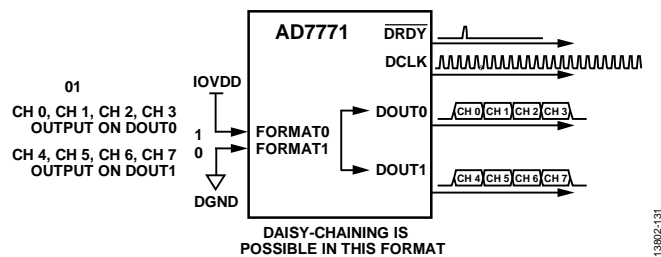 AD7771
DRDY
DCLK
01
IOVDD
CH 0, CH 1, CH 2, CH 3
OUTPUT ON DOUT0
1
FORMAT0
DOUT0
CH 0 CH 1 CH 2 CH 3
CH 4, CH 5, CH 6, CH 7
OUTPUT ON DOUT1
0
FORMAT1
DOUT1
CH 4 CH 5 CH 6 CH 7
DGND
DAISY-CHAINING IS
POSSIBLE IN THIS FORMAT
13802-131